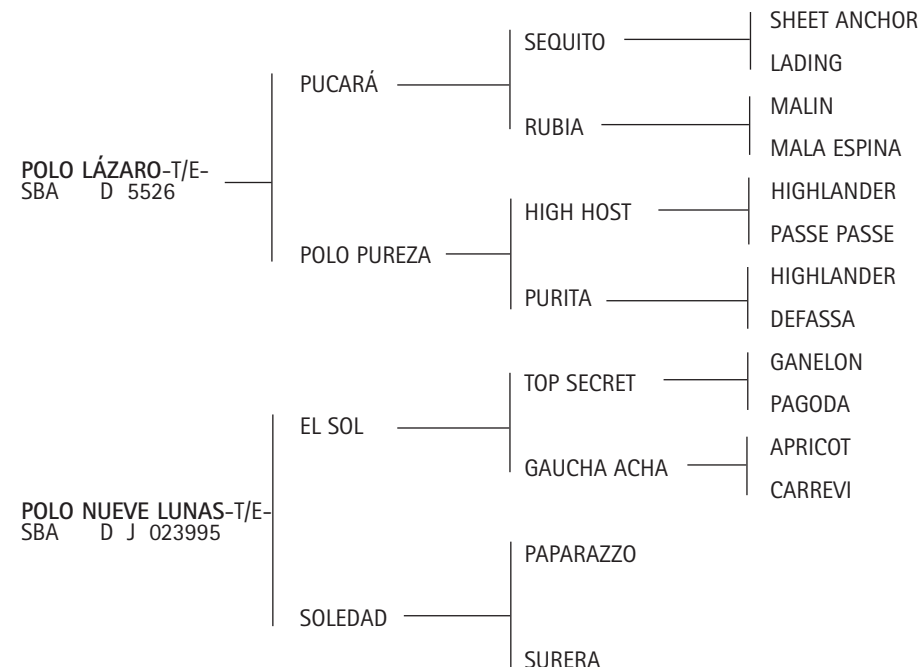 SHEET ANCHOR
SEQUITO
LADING
PUCARÁ
MALIN
RUBIA
MALA ESPINA
POLO LÁZARO-T/E-
SBA D 5526
HIGHLANDER
HIGH HOST
PASSE PASSE
POLO PUREZA
HIGHLANDER
PURITA
DEFASSA
GANELON
TOP SECRET
PAGODA
EL SOL
APRICOT
GAUCHA ACHA
CARREVI
POLO NUEVE LUNAS-T/E-
SBA D J 023995
PAPARAZZO
SOLEDAD
SURERA